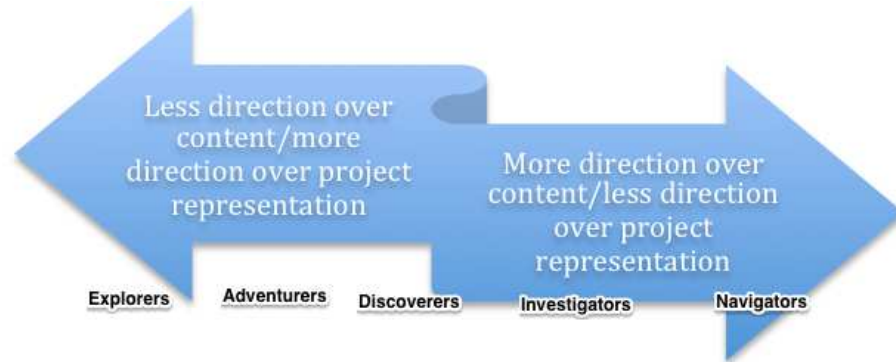 Less direction over
content/more
direction over project
representation
More direction over
content/less direction
over project
representation
Explorers
Adventurers
Discoverers
Investigators
Navigators